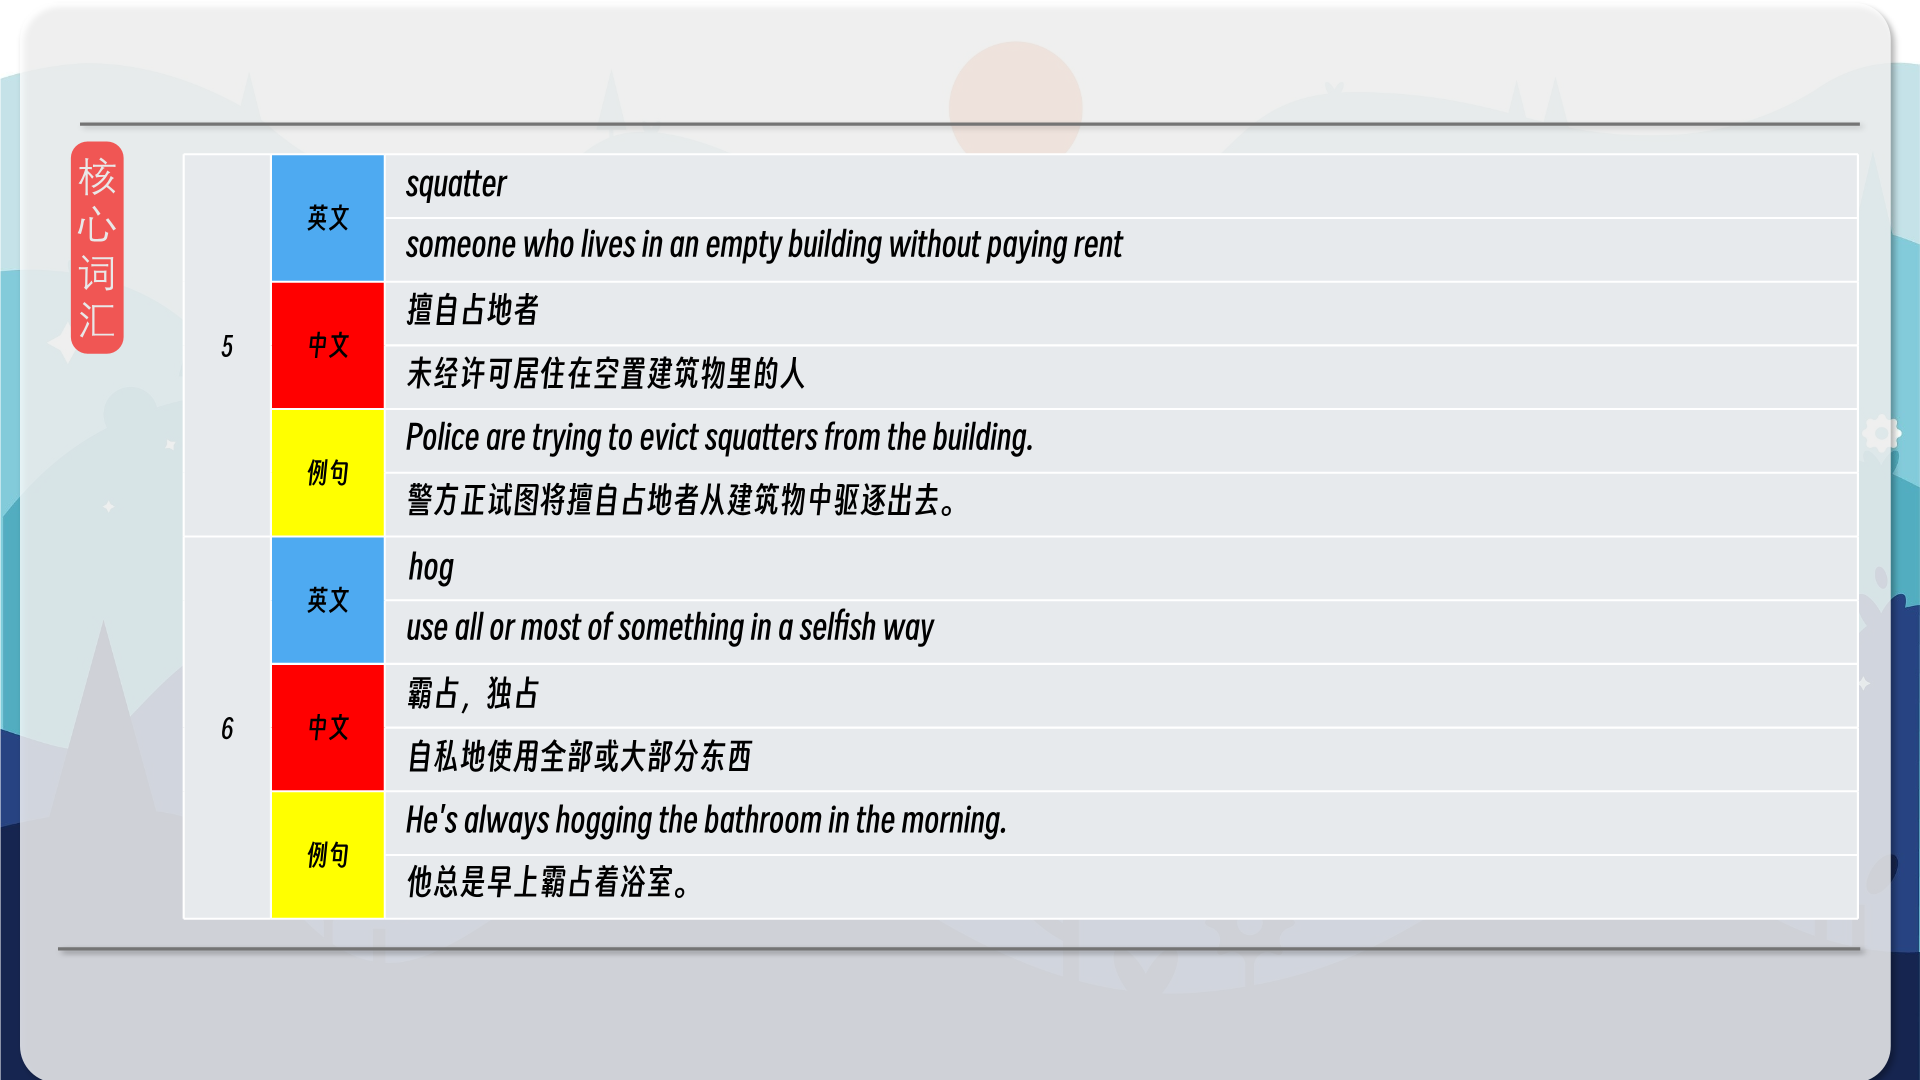 核心词汇
5
英文
squatter
someone who lives in an empty building without paying rent
中文
擅自占地者
未经许可居住在空置建筑物里的人
例句
Police are trying to evict squatters from the building.
警方正试图将擅自占地者从建筑物中驱逐出去。
6
英文
hog
use all or most of something in a selfish way
中文
霸占，独占
自私地使用全部或大部分东西
例句
He's always hogging the bathroom in the morning.
他总是早上霸占着浴室。